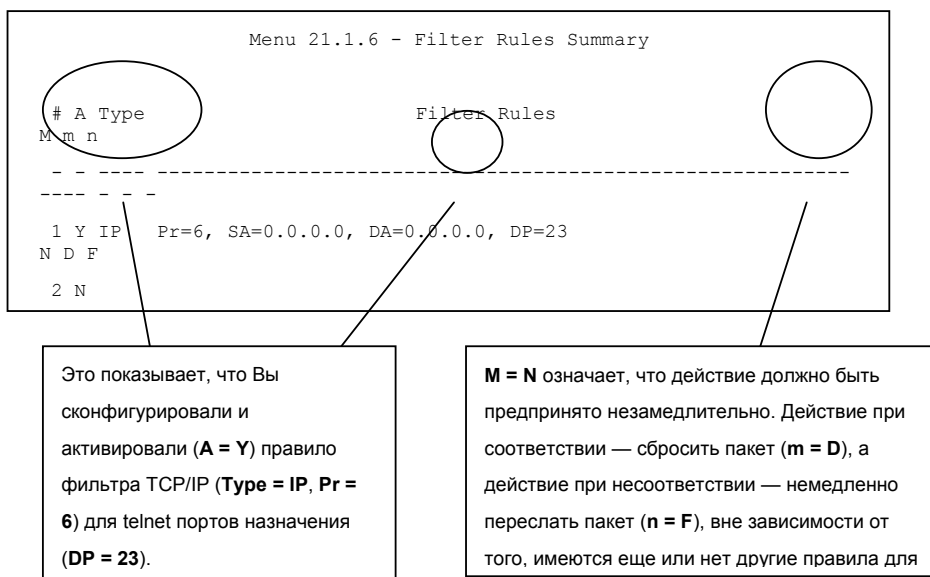 Menu 21.1.6 - Filter Rules Summary
# A Type Filter Rules
M m n
- - ---- -----------------------------------------------------------
---- - - -
1 Y IP Pr=6, SA=0.0.0.0, DA=0.0.0.0, DP=23
N D F
2 N
Это показывает, что Вы
сконфигурировали и
активировали (A = Y) правило
фильтра TCP/IP (Type = IP, Pr =
6) для telnet портов назначения
(DP = 23).
M = N означает, что действие должно быть
предпринято незамедлительно. Действие при
соответствии — сбросить пакет (m = D), а
действие при несоответствии — немедленно
переслать пакет (n = F), вне зависимости от
того, имеются еще или нет другие правила для